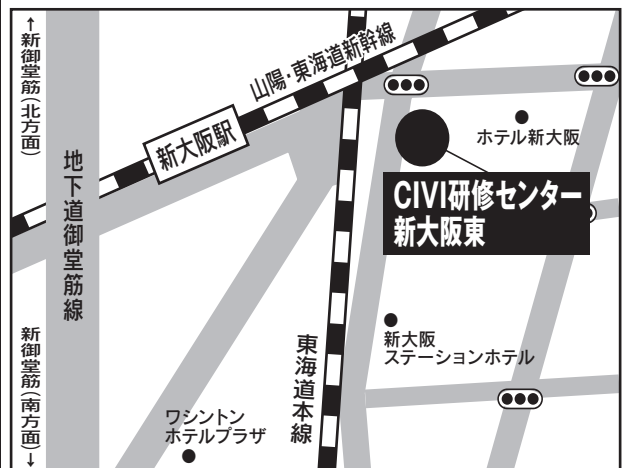 ↑新御堂筋(北方面)
山陽・東海道新幹線
新大阪駅
地下道御堂筋線
ホテル新大阪
CIVI研修センター
新大阪東
新大阪
ステーションホテル
東海道本線
ワシントン
ホテルプラザ
新御堂筋(南方面)↓